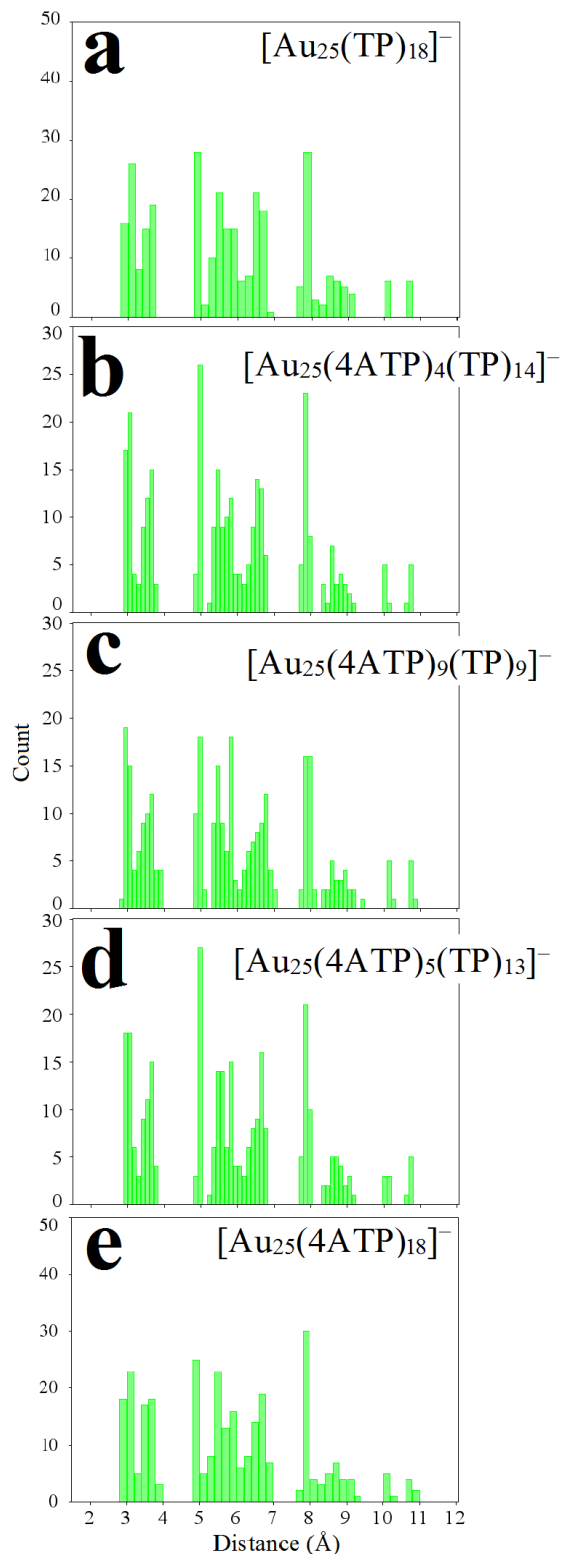 a
[Au₂₅(TP)₁₈]⁻
50
40
30
20
10
0
b
[Au₂₅(4ATP)₄(TP)₁₄]⁻
30
25
20
15
10
5
0
c
[Au₂₅(4ATP)₉(TP)₉]⁻
30
25
20
15
10
5
0
Count
d
[Au₂₅(4ATP)₅(TP)₁₃]⁻
30
25
20
15
10
5
0
e
[Au₂₅(4ATP)₁₈]⁻
50
40
30
20
10
0
2 3 4 5 6 7 8 9 10 11 12
Distance (Å)